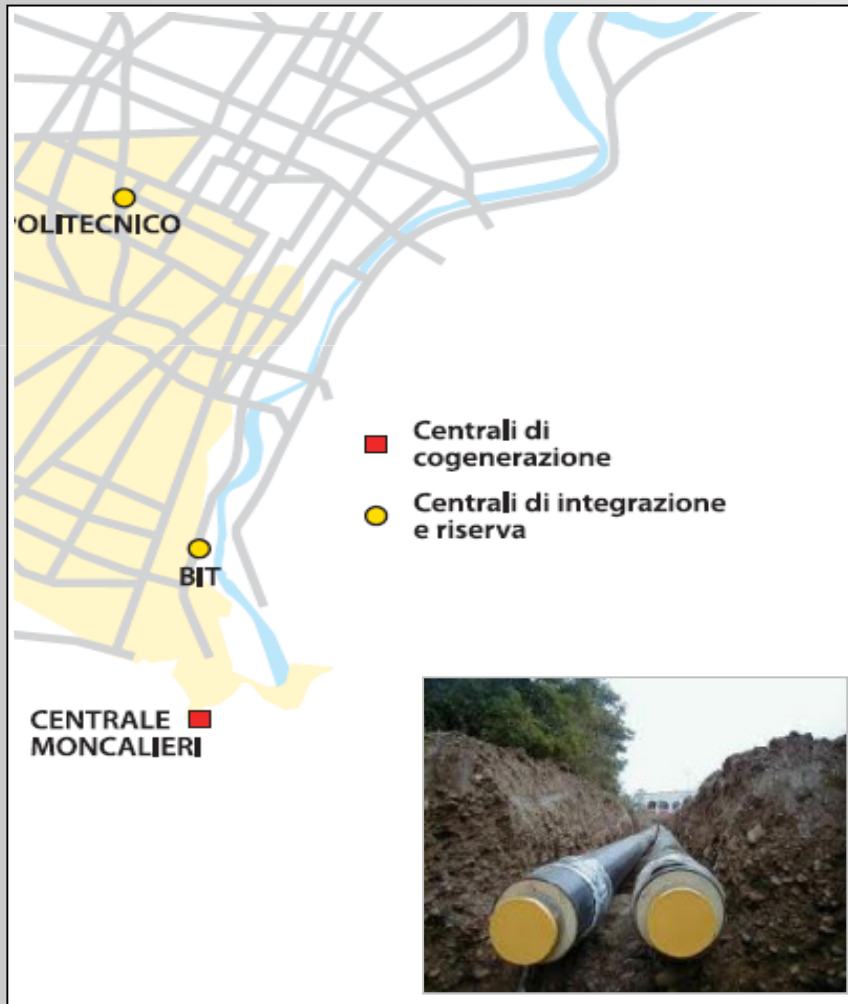 POLITECNICO
Centrali di
cogenerazione
Centrali di integrazione
e riserva
BIT
CENTRALE
MONCALIERI